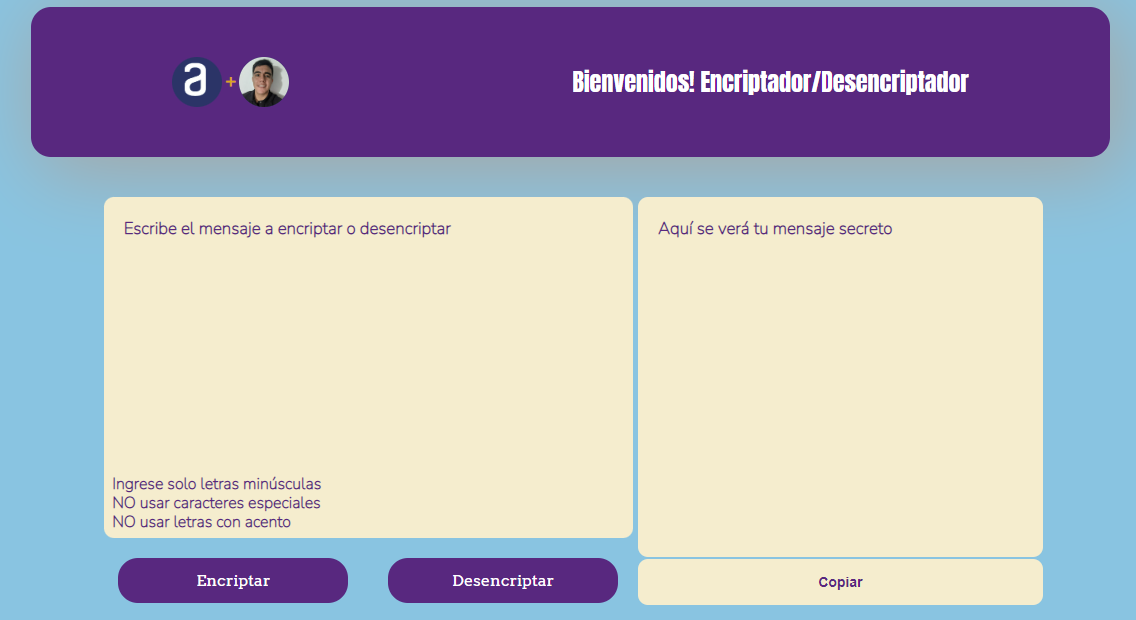 a + 
Bienvenidos! Encriptador/Desencriptador
Escribe el mensaje a encriptar o desencriptar
Aquí se verá tu mensaje secreto
Ingrese solo letras minúsculas
NO usar caracteres especiales
NO usar letras con acento
Encriptar
Desencriptar
Copiar